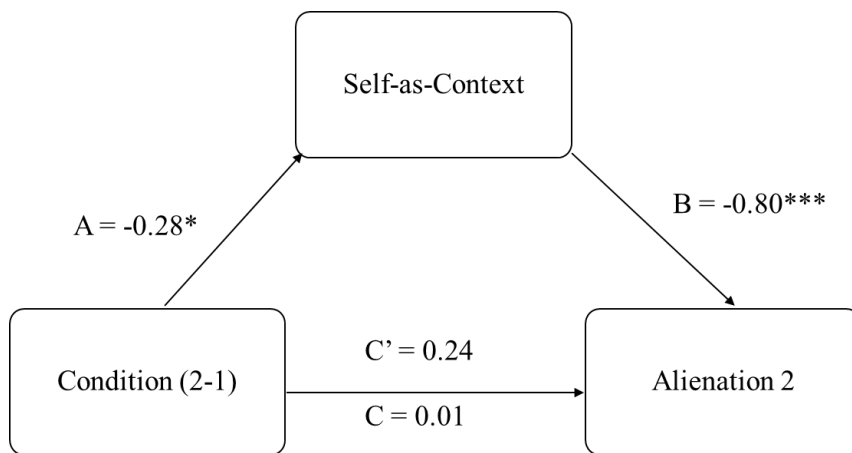 Self-as-Context
A = -0.28*
B = -0.80***
Condition (2-1)
C’ = 0.24
C = 0.01
Alienation 2